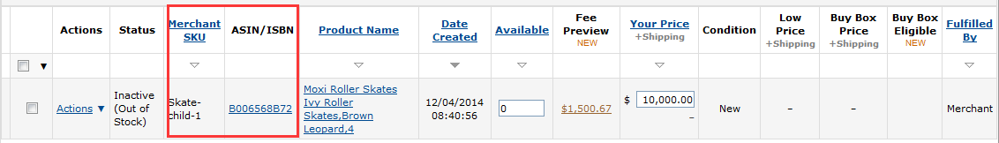 Actions Status Merchant SKU ASIN/ISBN Product Name Date Created Available Fee Preview NEW Your Price +Shipping Condition Low Price +Shipping Buy Box Price +Shipping Buy Box Eligible NEW Fulfilled By
Actions Inactive (Out of Stock) Skate-child-1 B006568B72 Moxi Roller Skates Ivy Roller Skates,Brown Leopard,4 12/04/2014 08:40:56 0 $1,500.67 $ 10,000.00 – New – – Merchant